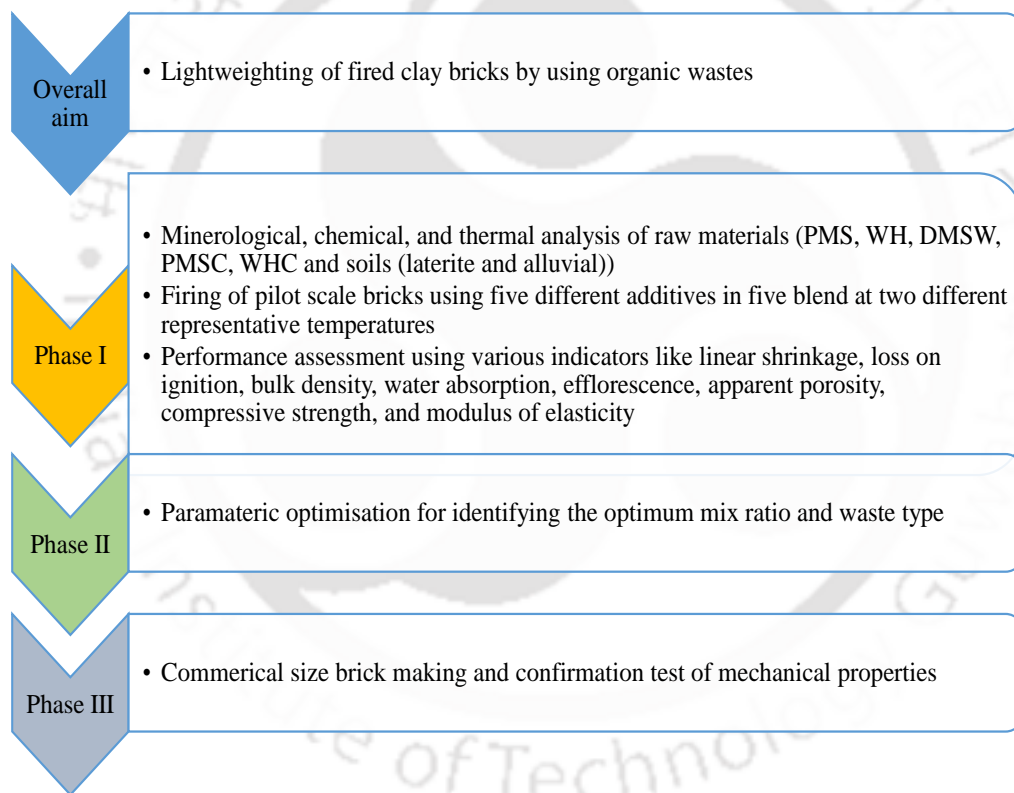 Overall
aim
• Lightweighting of fired clay bricks by using organic wastes
Phase I
• Minerological, chemical, and thermal analysis of raw materials (PMS, WH, DMSW,
PMSC, WHC and soils (laterite and alluvial))
• Firing of pilot scale bricks using five different additives in five blend at two different
representative temperatures
• Performance assessment using various indicators like linear shrinkage, loss on
ignition, bulk density, water absorption, efflorescence, apparent porosity,
compressive strength, and modulus of elasticity
Phase II
• Paramateric optimisation for identifying the optimum mix ratio and waste type
Phase III
• Commerical size brick making and confirmation test of mechanical properties
Institute of Technology